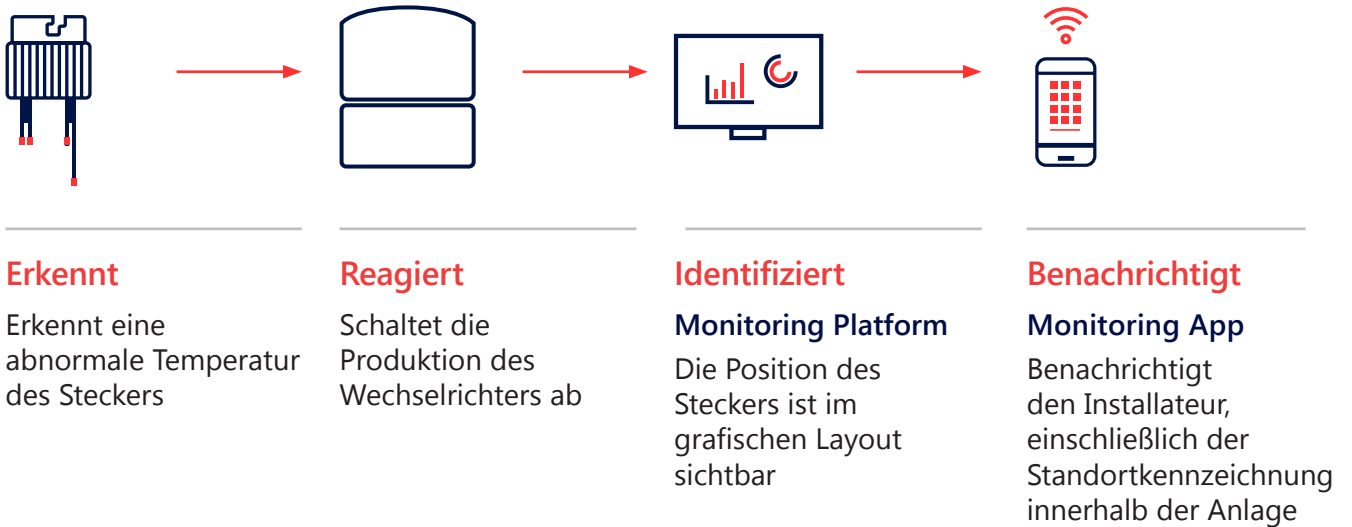 Erkennt
Erkennt eine
abnormale Temperatur
des Steckers
Reagiert
Schaltet die
Produktion des
Wechselrichters ab
Identifiziert
Monitoring Platform
Die Position des
Steckers ist im
grafischen Layout
sichtbar
Benachrichtigt
Monitoring App
Benachrichtigt
den Installateur,
einschließlich der
Standortkennzeichnung
innerhalb der Anlage